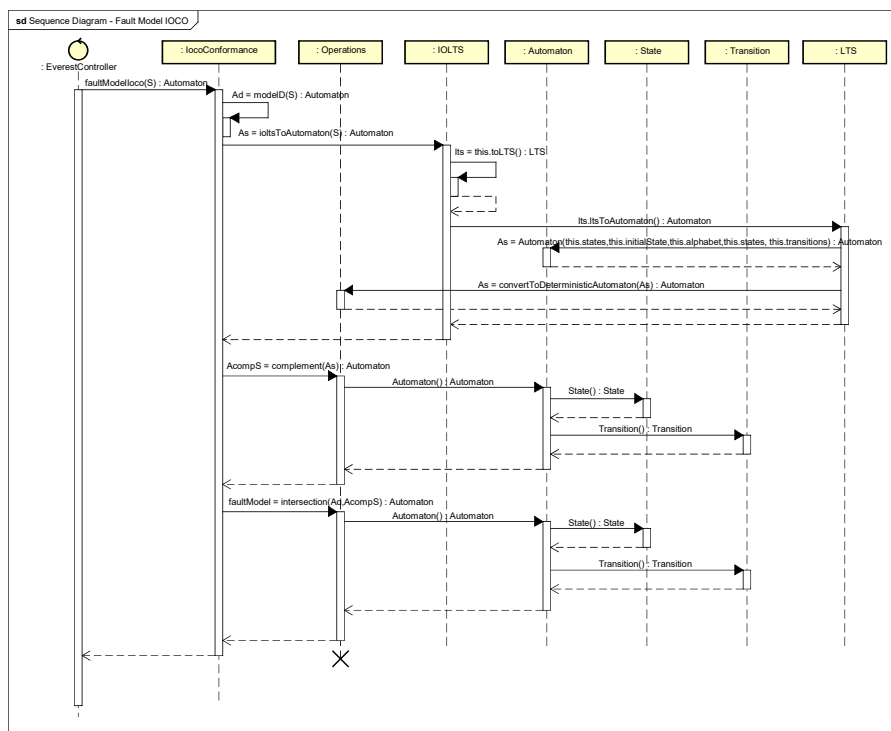 sd Sequence Diagram - Fault Model IOCO
: EverestController
: IocoConformance
: Operations
: IOLTS
: Automaton
: State
: Transition
: LTS
faultModelIoco(S) : Automaton
Ad = modelD(S) : Automaton
As = ioltsToAutomaton(S) : Automaton
lts = this.toLTS() : LTS
lts.ltsToAutomaton() : Automaton
As = Automaton(this.states,this.initialState,this.alphabet,this.states, this.transitions) : Automaton
As = convertToDeterministicAutomaton(As) : Automaton
AcompS = complement(As) : Automaton
Automaton() : Automaton
State() : State
Transition() : Transition
faultModel = intersection(Ad,AcompS) : Automaton
Automaton() : Automaton
State() : State
Transition() : Transition